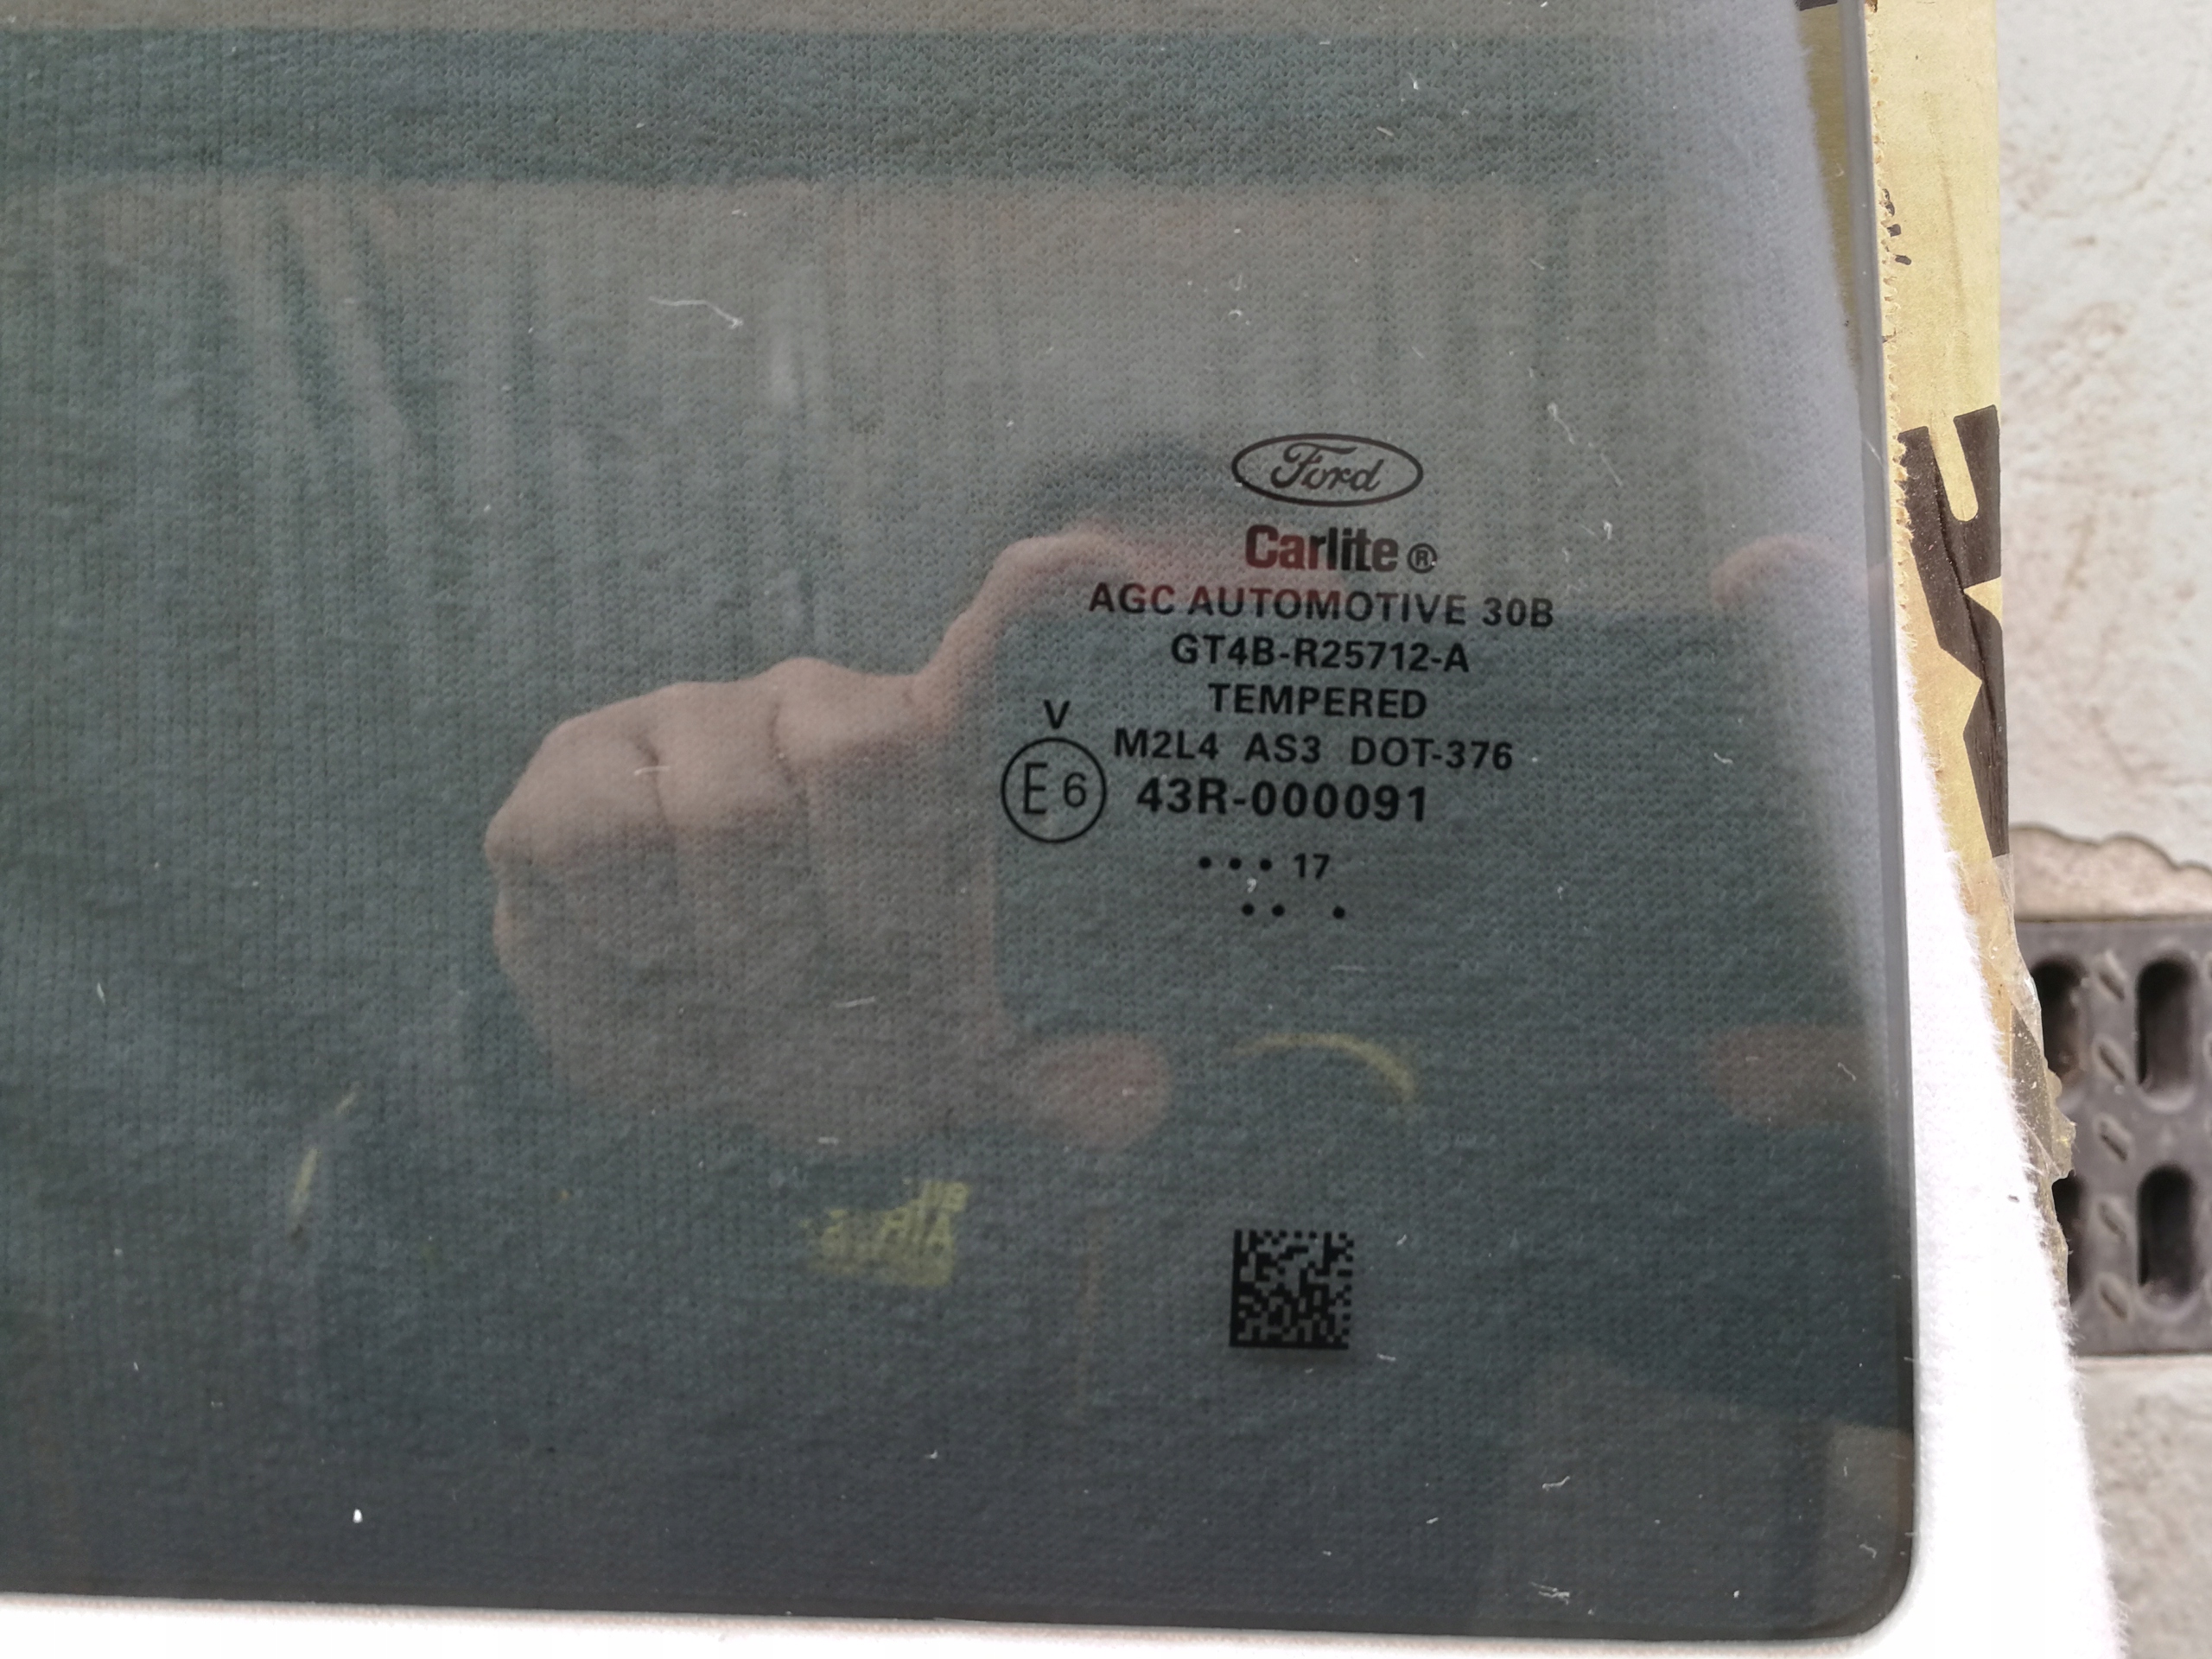 Ford
Carlite®
AGC AUTOMOTIVE 30B
GT4B-R25712-A
TEMPERED
V
M2L4 AS3 DOT-376
E6 43R-000091
• • • 17
• • •